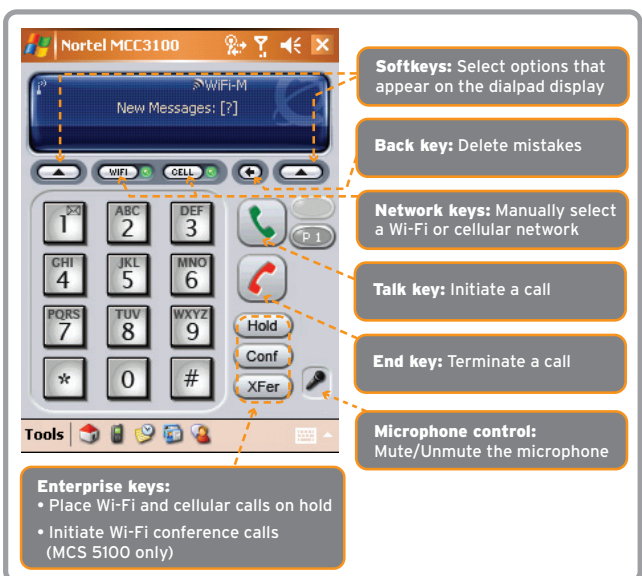 Nortel MCC3100
WiFi-M
New Messages: [?]
WIFI CELL
1
ABC
2
DEF
3
P 1
GHI
4
JKL
5
MNO
6
PQRS
7
TUV
8
WXYZ
9
*
0
#
Hold
Conf
XFer
Tools
Softkeys: Select options that
appear on the dialpad display
Back key: Delete mistakes
Network keys: Manually select
a Wi-Fi or cellular network
Talk key: Initiate a call
End key: Terminate a call
Microphone control:
Mute/Unmute the microphone
Enterprise keys:
• Place Wi-Fi and cellular calls on hold
• Initiate Wi-Fi conference calls
(MCS 5100 only)